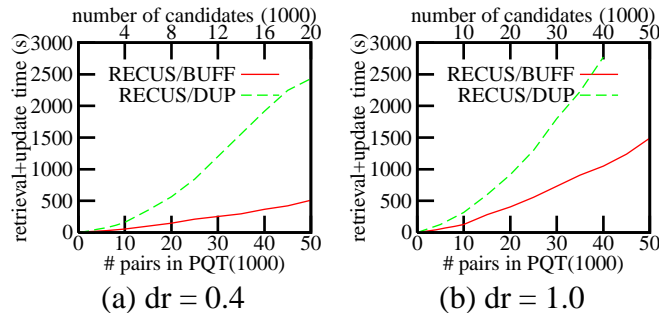 number of candidates (1000)
4 8 12 16 20
3000
2500
2000
1500
1000
500
0
retrieval+update time (s)
RECUS/BUFF
RECUS/DUP
0 10 20 30 40 50
# pairs in PQT(1000)
(a) dr = 0.4
number of candidates (1000)
10 20 30 40 50
3000
2500
2000
1500
1000
500
0
retrieval+update time (s)
RECUS/BUFF
RECUS/DUP
0 10 20 30 40 50
# pairs in PQT(1000)
(b) dr = 1.0